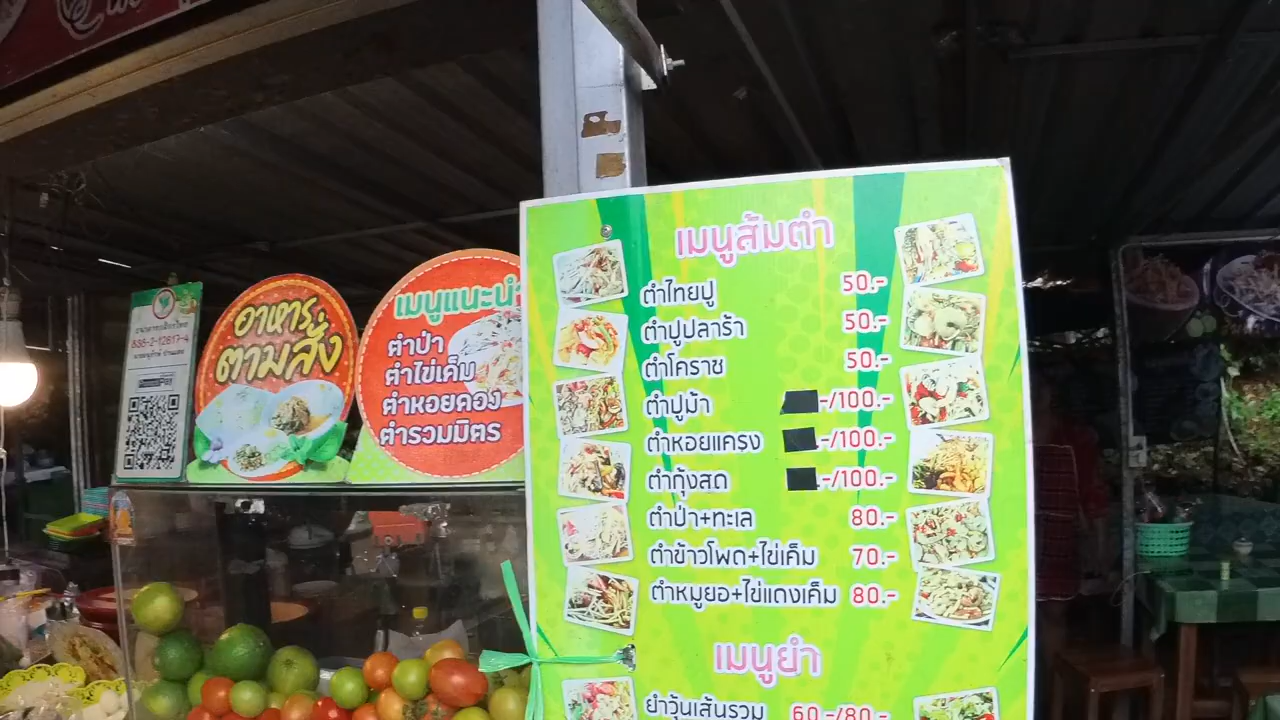 888-2-12817-4
อาหาร
ตามสั่ง
เมนูแนะนำ
ตำป่า
ตำไข่เค็ม
ตำหอยดอง
ตำรวมมิตร
เมนูส้มตำ
ตำไทยปู 50.-
ตำปูปลาร้า 50.-
ตำโคราช 50.-
ตำปูม้า -/100.-
ตำหอยแครง -/100.-
ตำกุ้งสด .-/100.-
ตำป่า+ทะเล 80.-
ตำข้าวโพด+ไข่เค็ม 70.-
ตำหมูยอ+ไข่แดงเค็ม 80.-
เมนูยำ
ยำวุ้นเส้นรวม 60.-/80.-